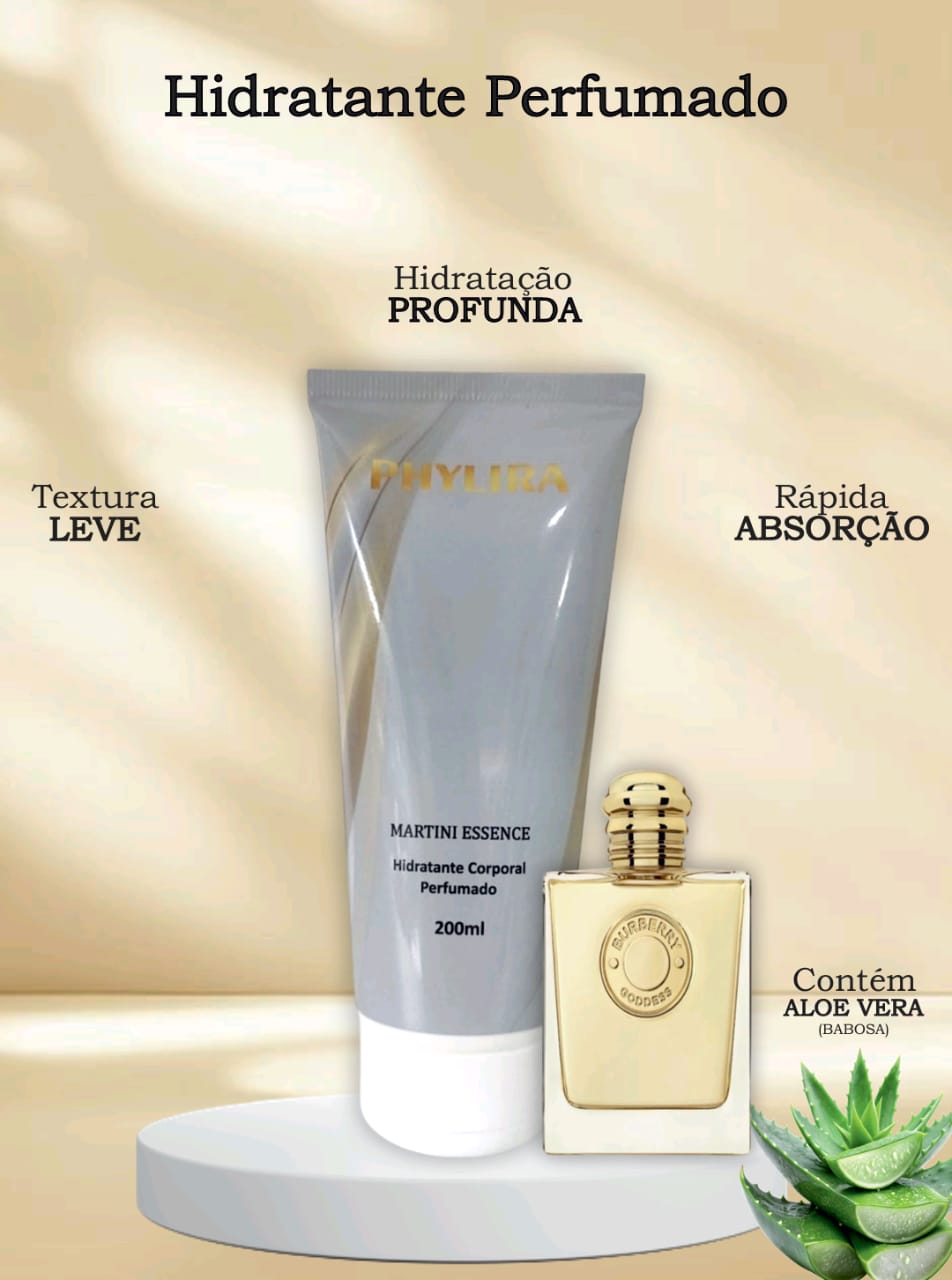 Hidratante Perfumado
Hidratação
PROFUNDA
Textura
LEVE
Rápida
ABSORÇÃO
PHYLIRA
MARTINI ESSENCE
Hidratante Corporal
Perfumado
200ml
BURBERRY
GODDESS
Contém
ALOE VERA
(BABOSA)